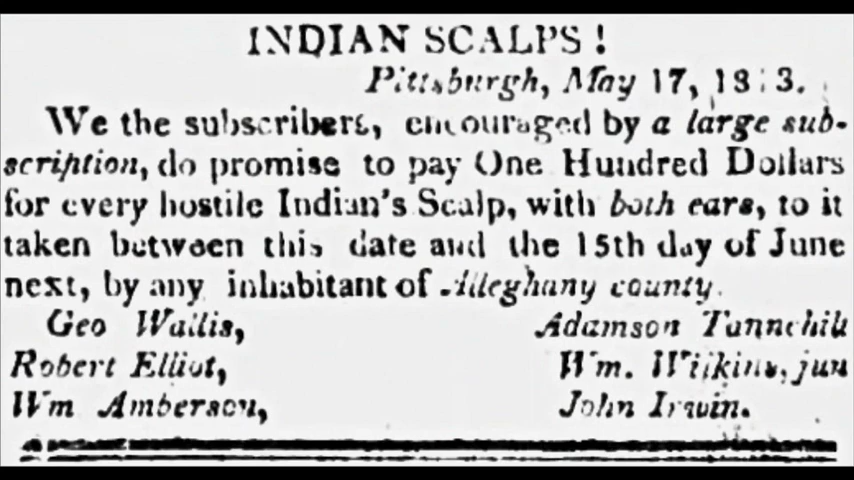 INDIAN SCALPS!
Pittsburgh, May 17, 18 3.
We the subscribers, encouraged by a large sub-
scription, do promise to pay One Hundred Dollars
for every hostile Indian's Scalp, with both ears, to it
taken between this date and the 15th day of June
next, by any inhabitant of Alleghany county.
Geo Wallis, Adamson Tannehill
Robert Elliot, Wm. Wilkins, jun
Wm Amberson, John Irwin.